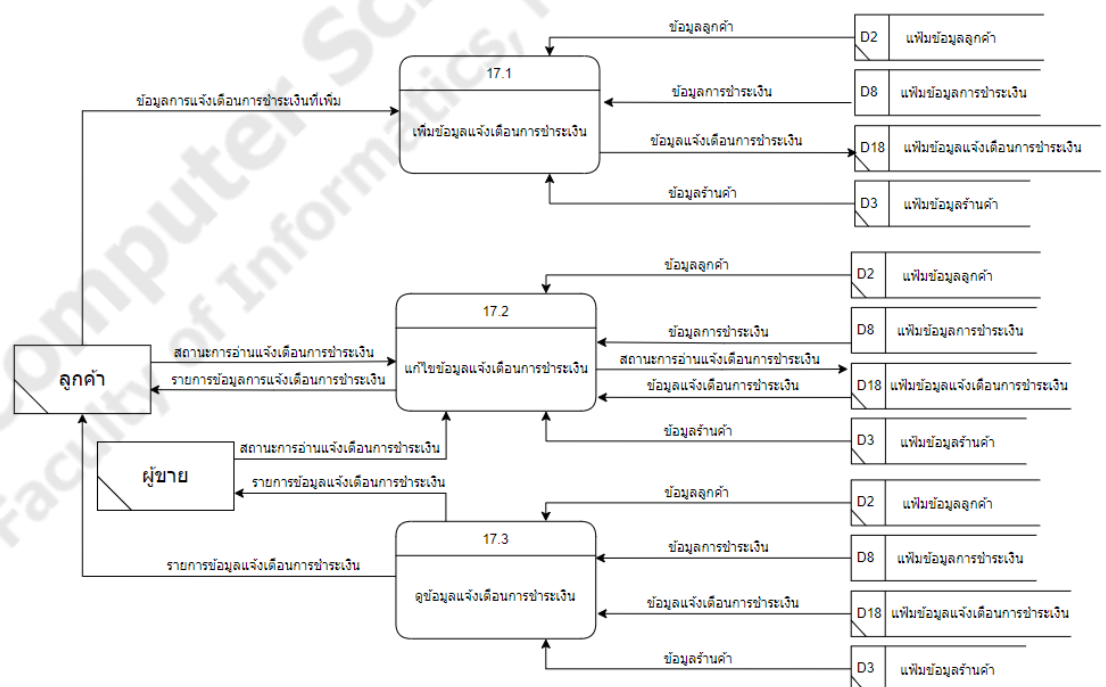 ข้อมูลลูกค้า
D2 แฟ้มข้อมูลลูกค้า
17.1
ข้อมูลการแจ้งเตือนการชำระเงินที่เพิ่ม
เพิ่มข้อมูลแจ้งเตือนการชำระเงิน
ข้อมูลการชำระเงิน
D8 แฟ้มข้อมูลการชำระเงิน
ข้อมูลแจ้งเตือนการชำระเงิน
D18 แฟ้มข้อมูลแจ้งเตือนการชำระเงิน
ข้อมูลร้านค้า
D3 แฟ้มข้อมูลร้านค้า
ข้อมูลลูกค้า
D2 แฟ้มข้อมูลลูกค้า
17.2
ข้อมูลการชำระเงิน
D8 แฟ้มข้อมูลการชำระเงิน
ลูกค้า
สถานะการอ่านแจ้งเตือนการชำระเงิน
แก้ไขข้อมูลแจ้งเตือนการชำระเงิน
สถานะการอ่านแจ้งเตือนการชำระเงิน
รายการข้อมูลการแจ้งเตือนการชำระเงิน
ข้อมูลแจ้งเตือนการชำระเงิน
D18 แฟ้มข้อมูลแจ้งเตือนการชำระเงิน
ข้อมูลร้านค้า
D3 แฟ้มข้อมูลร้านค้า
ผู้ขาย
สถานะการอ่านแจ้งเตือนการชำระเงิน
รายการข้อมูลแจ้งเตือนการชำระเงิน
ข้อมูลลูกค้า
D2 แฟ้มข้อมูลลูกค้า
17.3
ข้อมูลการชำระเงิน
D8 แฟ้มข้อมูลการชำระเงิน
รายการข้อมูลแจ้งเตือนการชำระเงิน
ดูข้อมูลแจ้งเตือนการชำระเงิน
ข้อมูลแจ้งเตือนการชำระเงิน
D18 แฟ้มข้อมูลแจ้งเตือนการชำระเงิน
ข้อมูลร้านค้า
D3 แฟ้มข้อมูลร้านค้า
Computer
Faculty of Informatics,